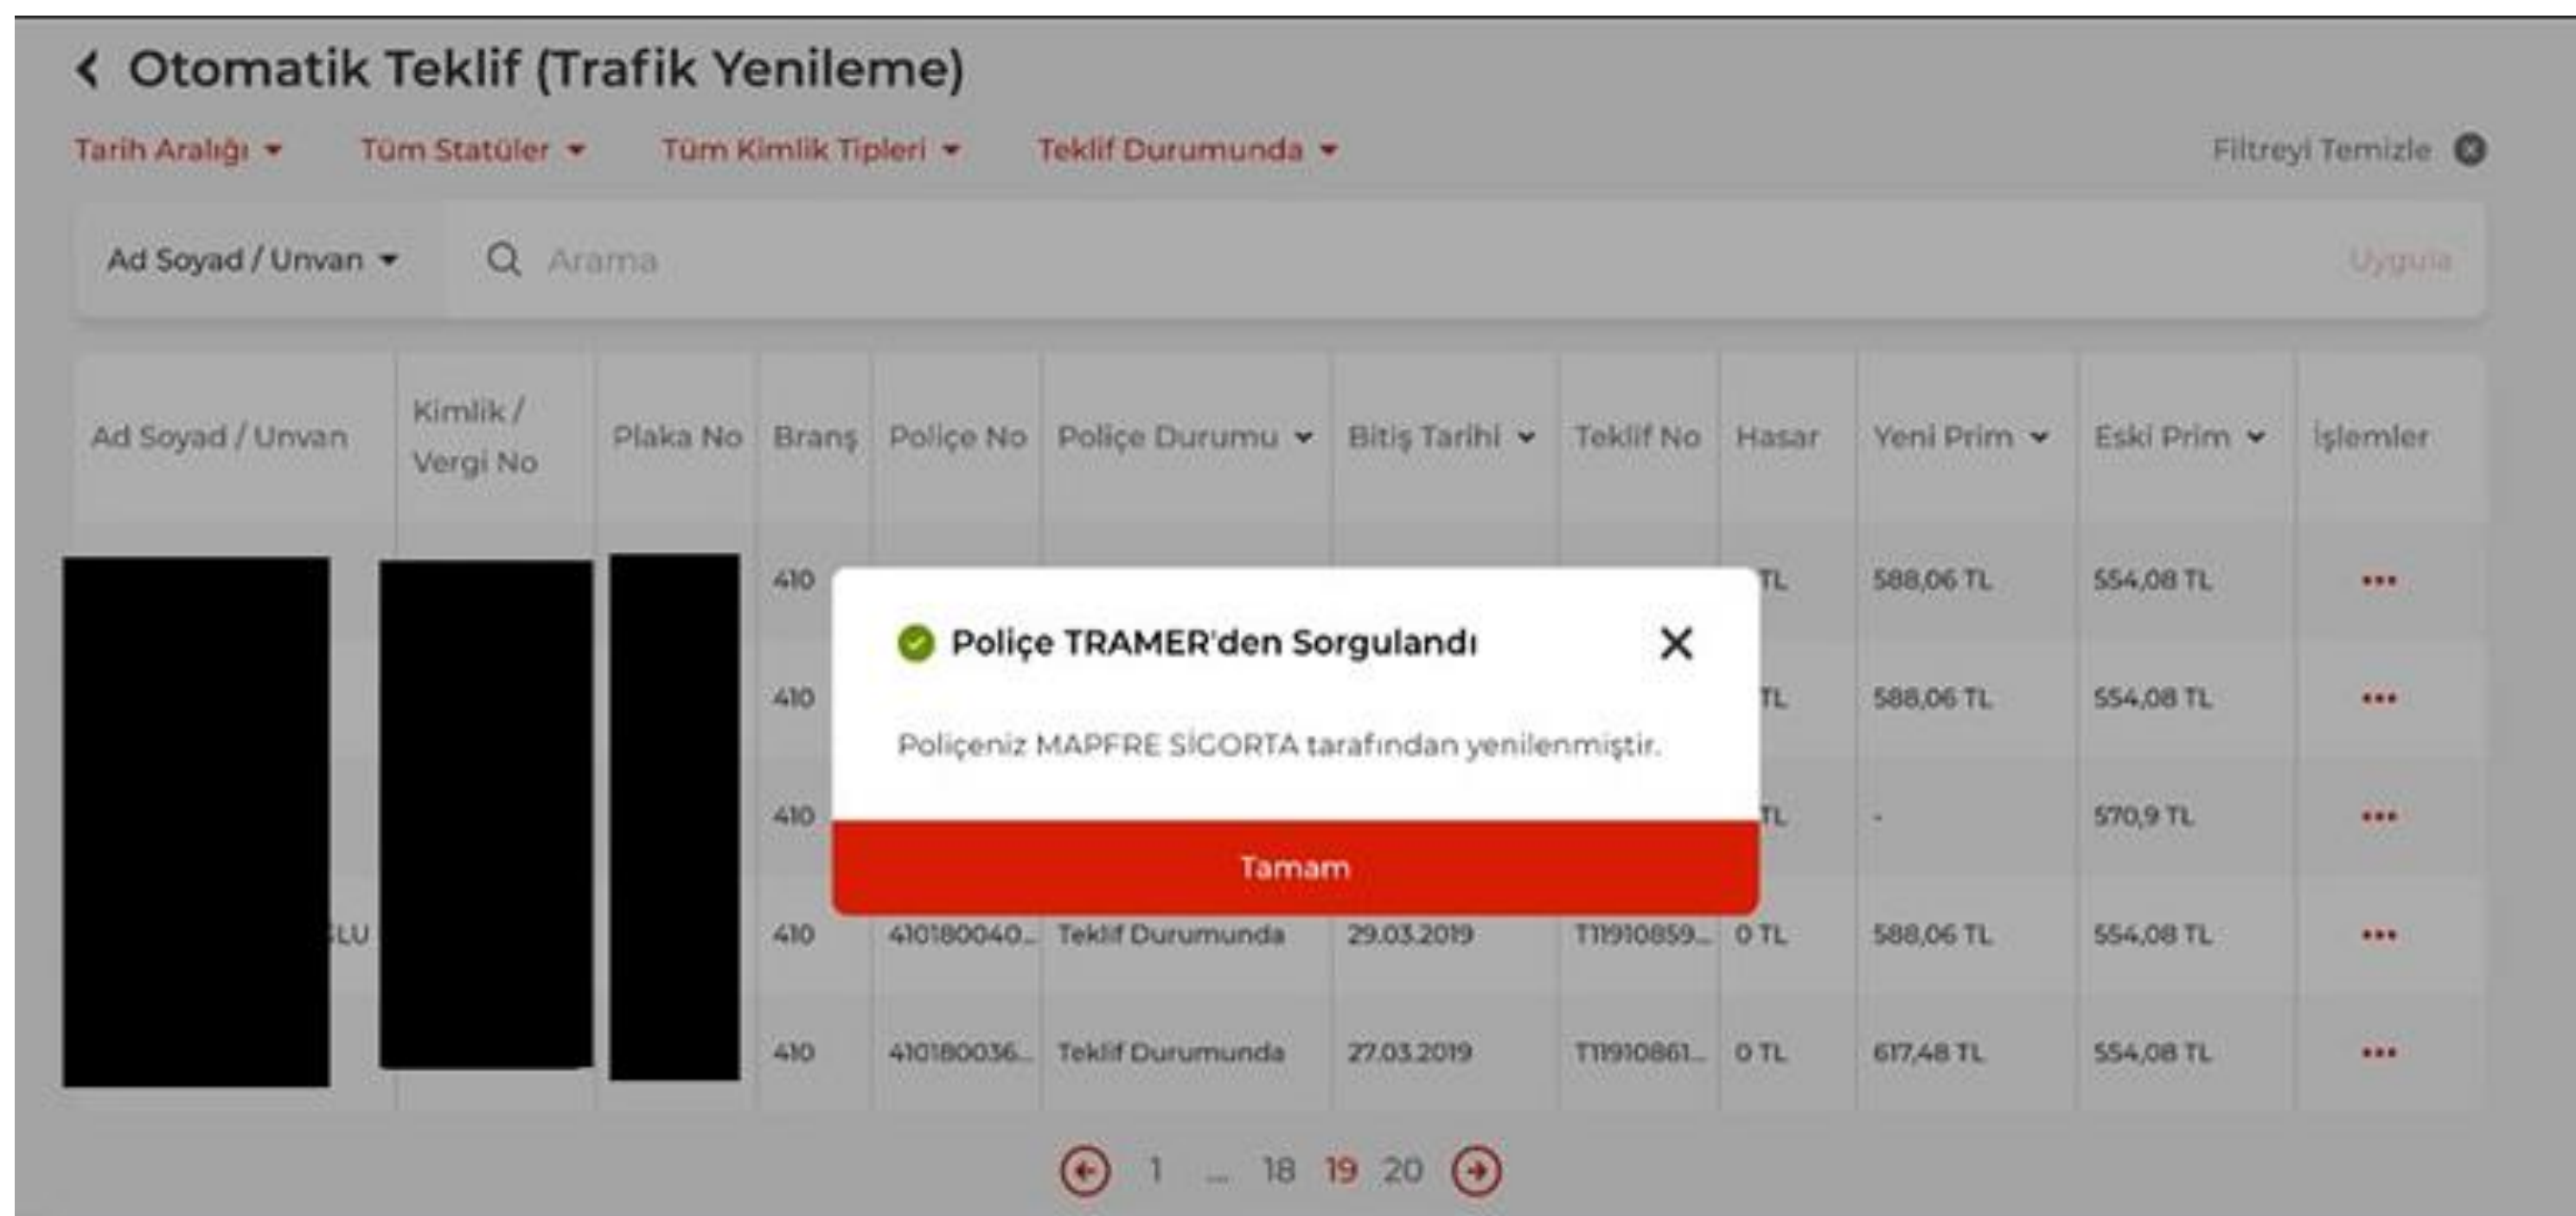 Otomatik Teklif (Trafik Yenileme)
Tarih Aralığı Tüm Statüler Tüm Kimlik Tipleri Teklif Durumunda Filtreyi Temizle
Ad Soyad / Unvan Arama Uygula
Ad Soyad / Unvan Kimlik / Vergi No Plaka No Branş Poliçe No Poliçe Durumu Bitiş Tarihi Teklif No Hasar Yeni Prim Eski Prim İşlemler
410 TL 588,06 TL 554,08 TL
Poliçe TRAMER'den Sorgulandı
410 TL 588,06 TL 554,08 TL
Poliçeniz MAPFRE SİGORTA tarafından yenilenmiştir.
410 TL - 570,9 TL
Tamam
LU 410 410180040... Teklif Durumunda 29.03.2019 T11910859... 0 TL 588,06 TL 554,08 TL
410 410180036... Teklif Durumunda 27.03.2019 T11910861... 0 TL 617,48 TL 554,08 TL
1 ... 18 19 20